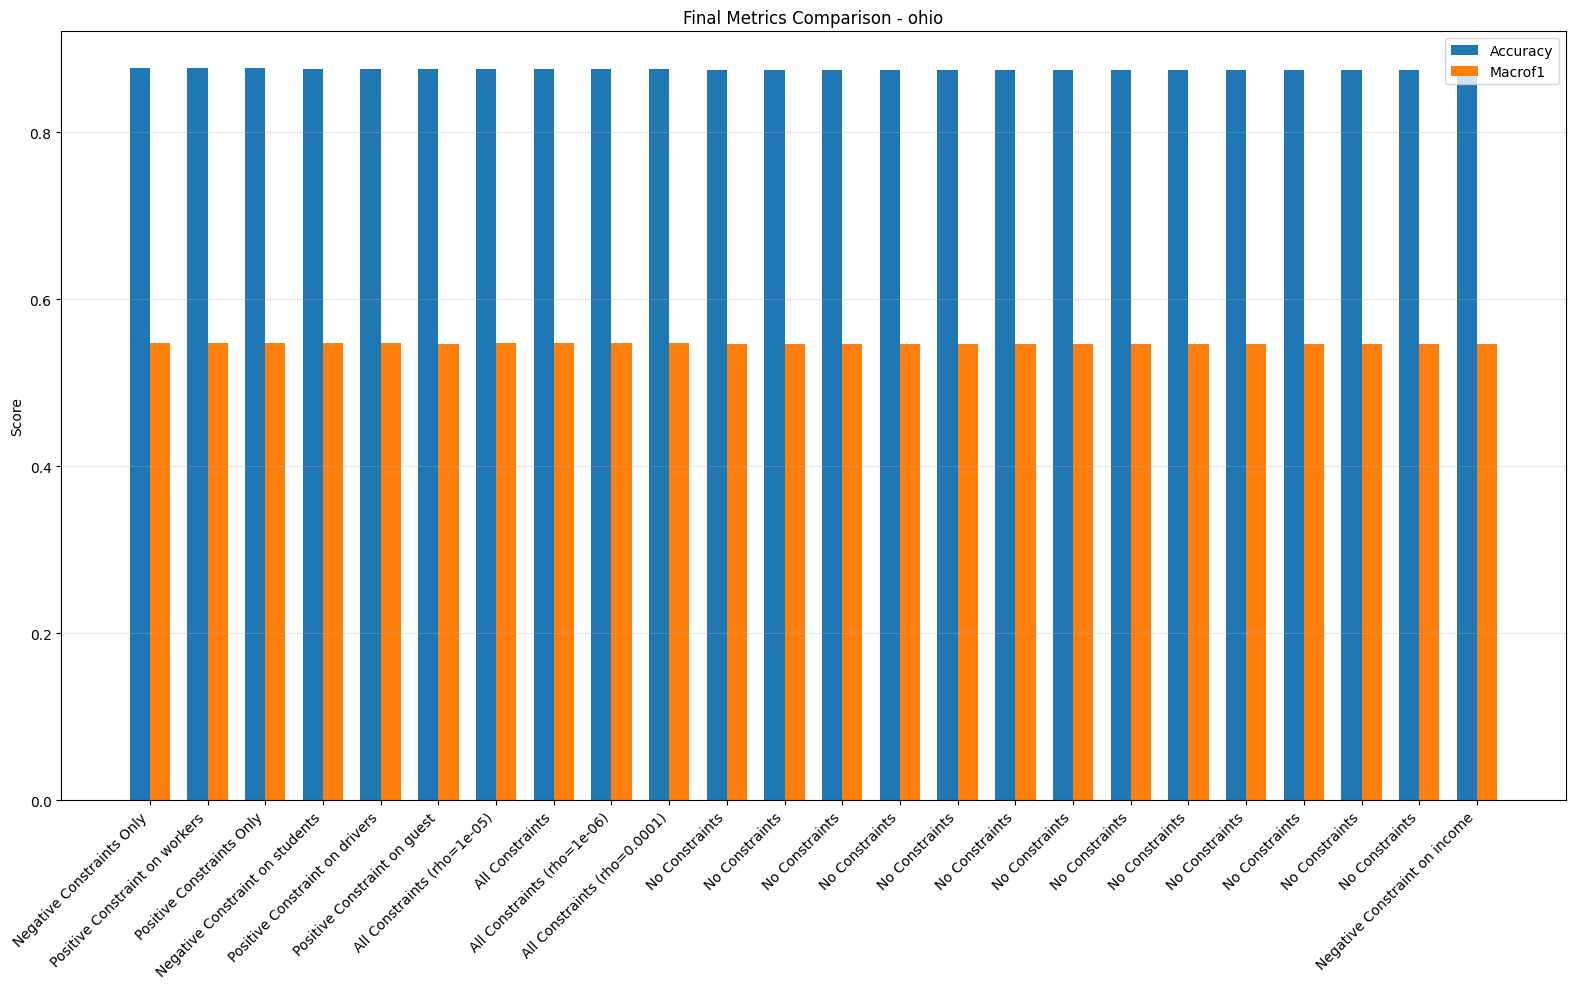 Final Metrics Comparison - ohio
Accuracy
Macrof1
Score
0.8
0.6
0.4
0.2
0.0
Negative Constraints Only
Positive Constraint on workers
Positive Constraints Only
Negative Constraint on students
Positive Constraint on drivers
Positive Constraint on guest
All Constraints (rho=1e-05)
All Constraints
All Constraints (rho=1e-06)
All Constraints (rho=0.0001)
No Constraints
No Constraints
No Constraints
No Constraints
No Constraints
No Constraints
No Constraints
No Constraints
No Constraints
No Constraints
No Constraints
No Constraints
No Constraints
Negative Constraint on income